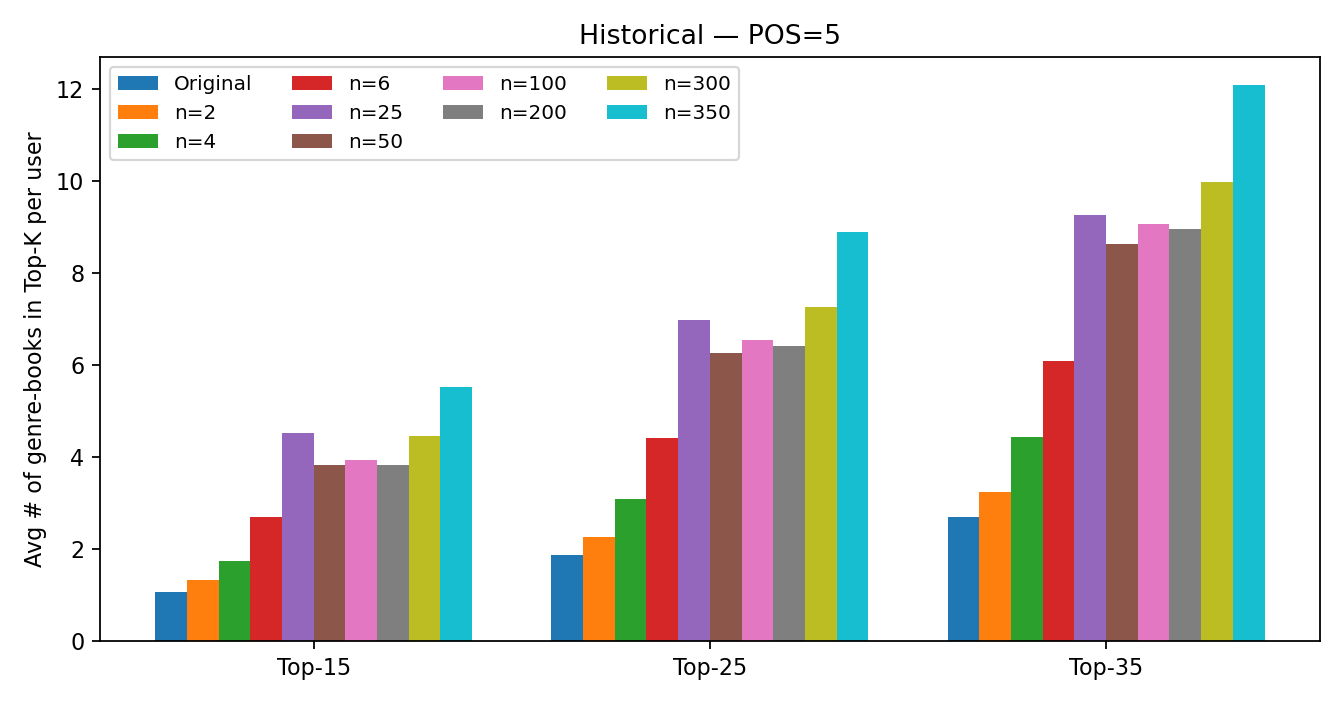 Historical — POS=5
Avg # of genre-books in Top-K per user
12
10
8
6
4
2
0
Original
n=2
n=4
n=6
n=25
n=50
n=100
n=200
n=300
n=350
Top-15
Top-25
Top-35